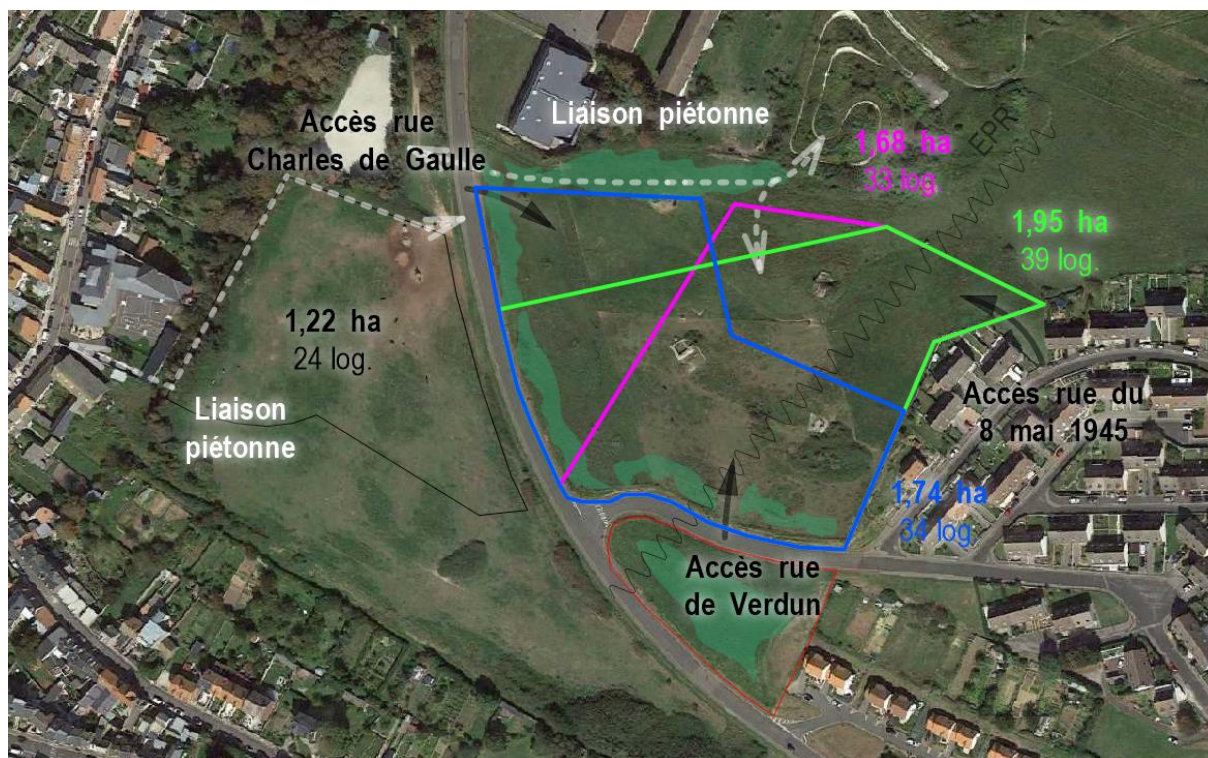 Accès rue
Charles de Gaulle
Liaison piétonne
1,68 ha
33 log.
EPR
1,95 ha
39 log.
1,22 ha
24 log.
Liaison
piétonne
Accès rue du
8 mai 1945
1,74 ha
34 log.
Accès rue
de Verdun